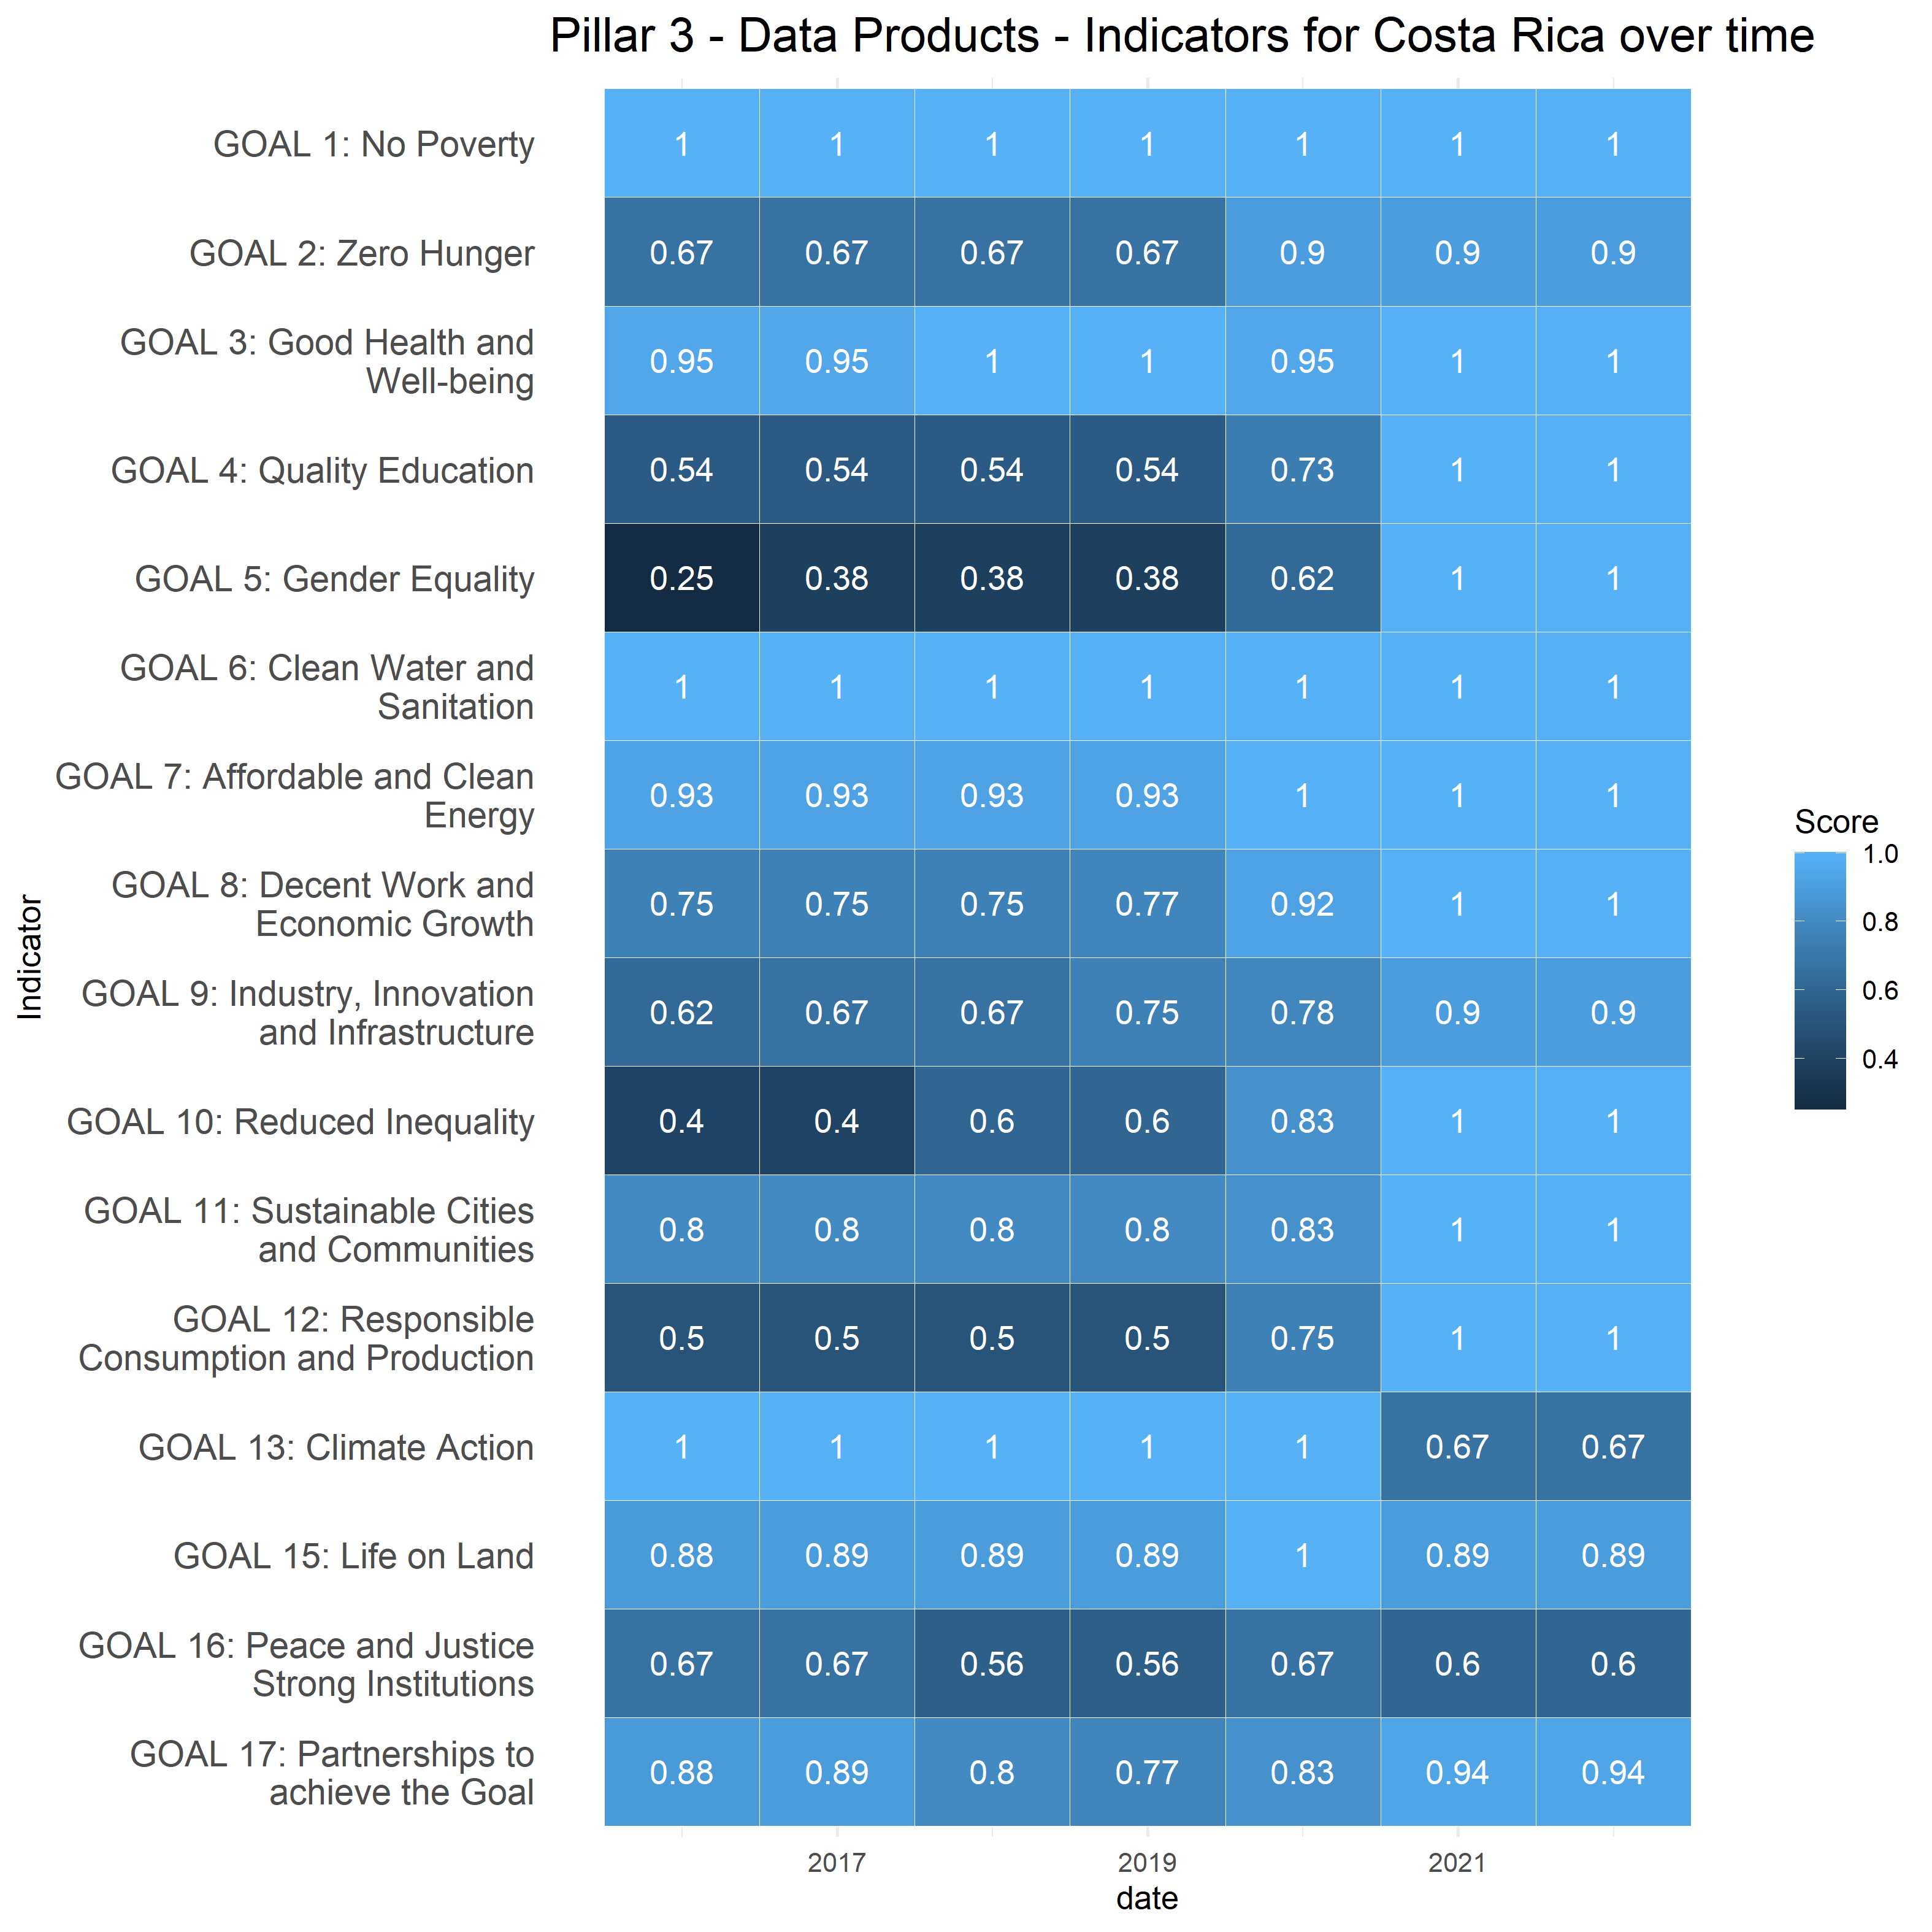 Pillar 3 - Data Products - Indicators for Costa Rica over time
GOAL 1: No Poverty 1 1 1 1 1 1 1
GOAL 2: Zero Hunger 0.67 0.67 0.67 0.67 0.9 0.9 0.9
GOAL 3: Good Health and
Well-being
0.95 0.95 1 1 0.95 1 1
GOAL 4: Quality Education 0.54 0.54 0.54 0.54 0.73 1 1
GOAL 5: Gender Equality 0.25 0.38 0.38 0.38 0.62 1 1
GOAL 6: Clean Water and
Sanitation
1 1 1 1 1 1 1
GOAL 7: Affordable and Clean
Energy
0.93 0.93 0.93 0.93 1 1 1
GOAL 8: Decent Work and
Economic Growth
0.75 0.75 0.75 0.77 0.92 1 1
GOAL 9: Industry, Innovation
and Infrastructure
0.62 0.67 0.67 0.75 0.78 0.9 0.9
GOAL 10: Reduced Inequality 0.4 0.4 0.6 0.6 0.83 1 1
GOAL 11: Sustainable Cities
and Communities
0.8 0.8 0.8 0.8 0.83 1 1
GOAL 12: Responsible
Consumption and Production
0.5 0.5 0.5 0.5 0.75 1 1
GOAL 13: Climate Action 1 1 1 1 1 0.67 0.67
GOAL 15: Life on Land 0.88 0.89 0.89 0.89 1 0.89 0.89
GOAL 16: Peace and Justice
Strong Institutions
0.67 0.67 0.56 0.56 0.67 0.6 0.6
GOAL 17: Partnerships to
achieve the Goal
0.88 0.89 0.8 0.77 0.83 0.94 0.94
2017 2019 2021
date
Indicator
Score
1.0
0.8
0.6
0.4